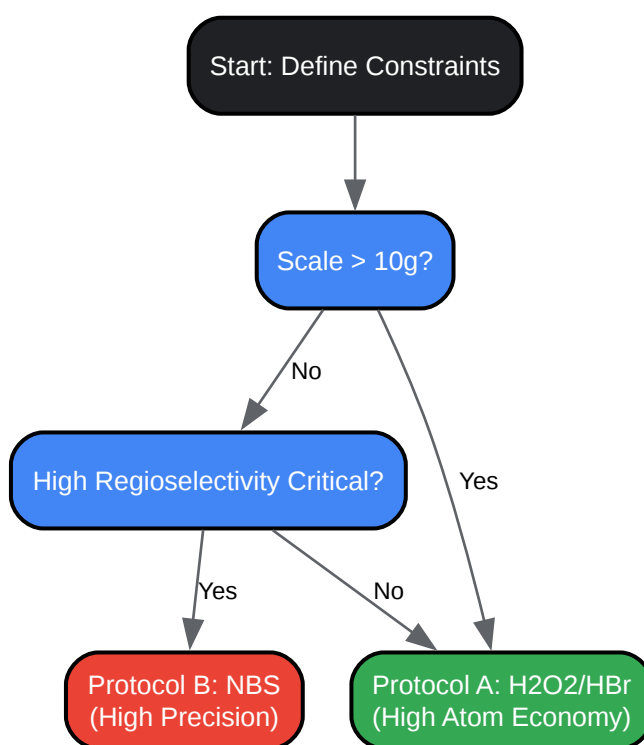 Start: Define Constraints
Scale > 10g?
No
High Regioselectivity Critical?
Yes
Yes
No
Protocol B: NBS
(High Precision)
Protocol A: H2O2/HBr
(High Atom Economy)